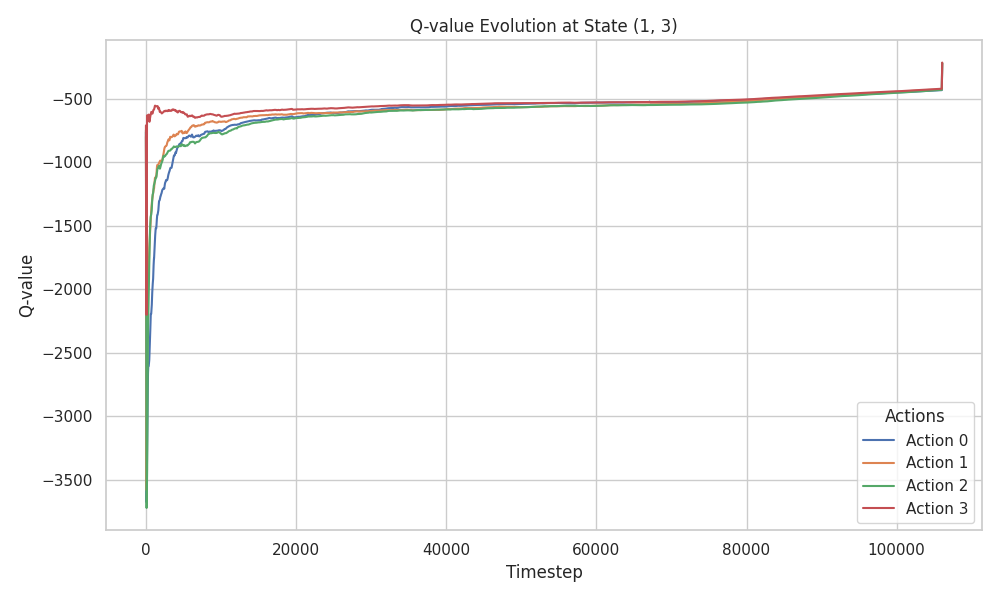 Q-value Evolution at State (1, 3)
Q-value
−500
−1000
−1500
−2000
−2500
−3000
−3500
Actions
Action 0
Action 1
Action 2
Action 3
0
20000
40000
60000
80000
100000
Timestep